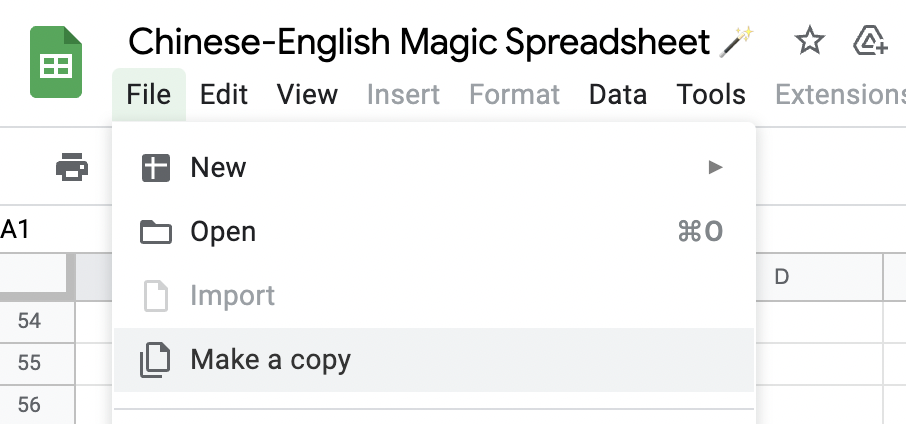 Chinese-English Magic Spreadsheet 🪄
File Edit View Insert Format Data Tools Extensions
New ►
Open ⌘O
A1
Import
D
54
Make a copy
55
56